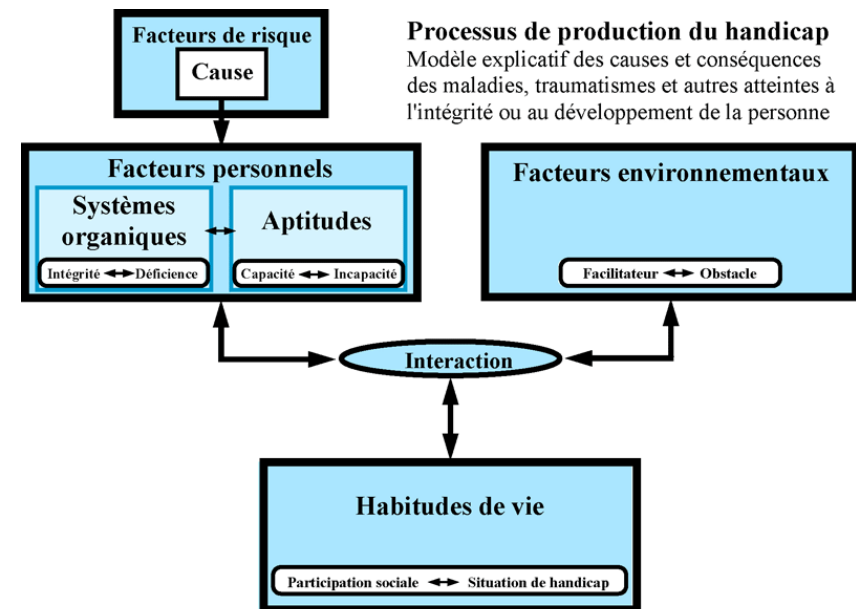 Facteurs de risque
Cause
Processus de production du handicap
Modèle explicatif des causes et conséquences
des maladies, traumatismes et autres atteintes à
l'intégrité ou au développement de la personne
Facteurs personnels
Systèmes
organiques
Aptitudes
Intégrité Déficience
Capacité Incapacité
Facteurs environnementaux
Facilitateur Obstacle
Interaction
Habitudes de vie
Participation sociale Situation de handicap